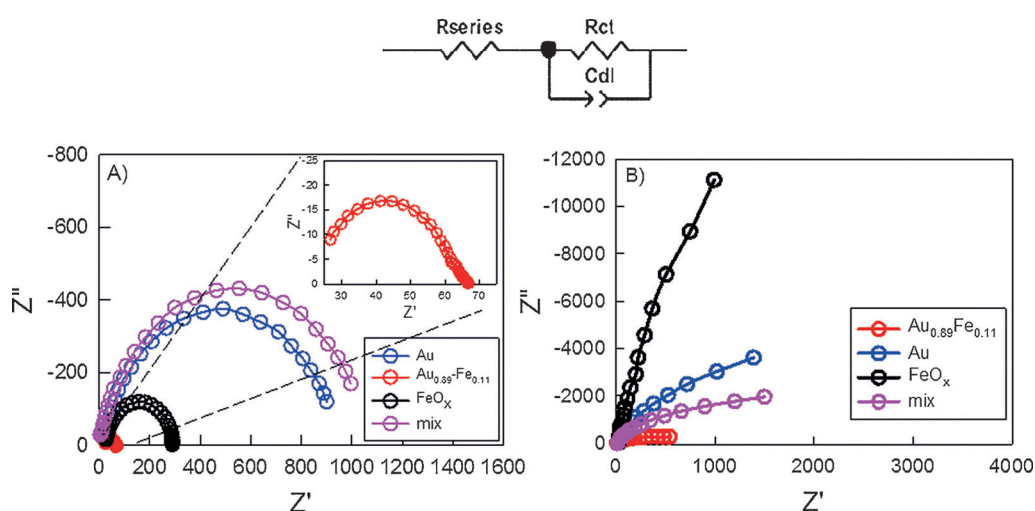 Rseries Rct
Cdl
A)
-800
-600
-400
-200
0
Z"
0 200 400 600 800 1000 1200 1400 1600
Z'
-25
-20
-15
-10
-5
0
Z"
30 40 50 60 70
Z'
Au
Au0.89-Fe0.11
FeOx
mix
B)
-12000
-10000
-8000
-6000
-4000
-2000
0
Z"
0 1000 2000 3000 4000
Z'
Au0.89Fe0.11
Au
FeOx
mix